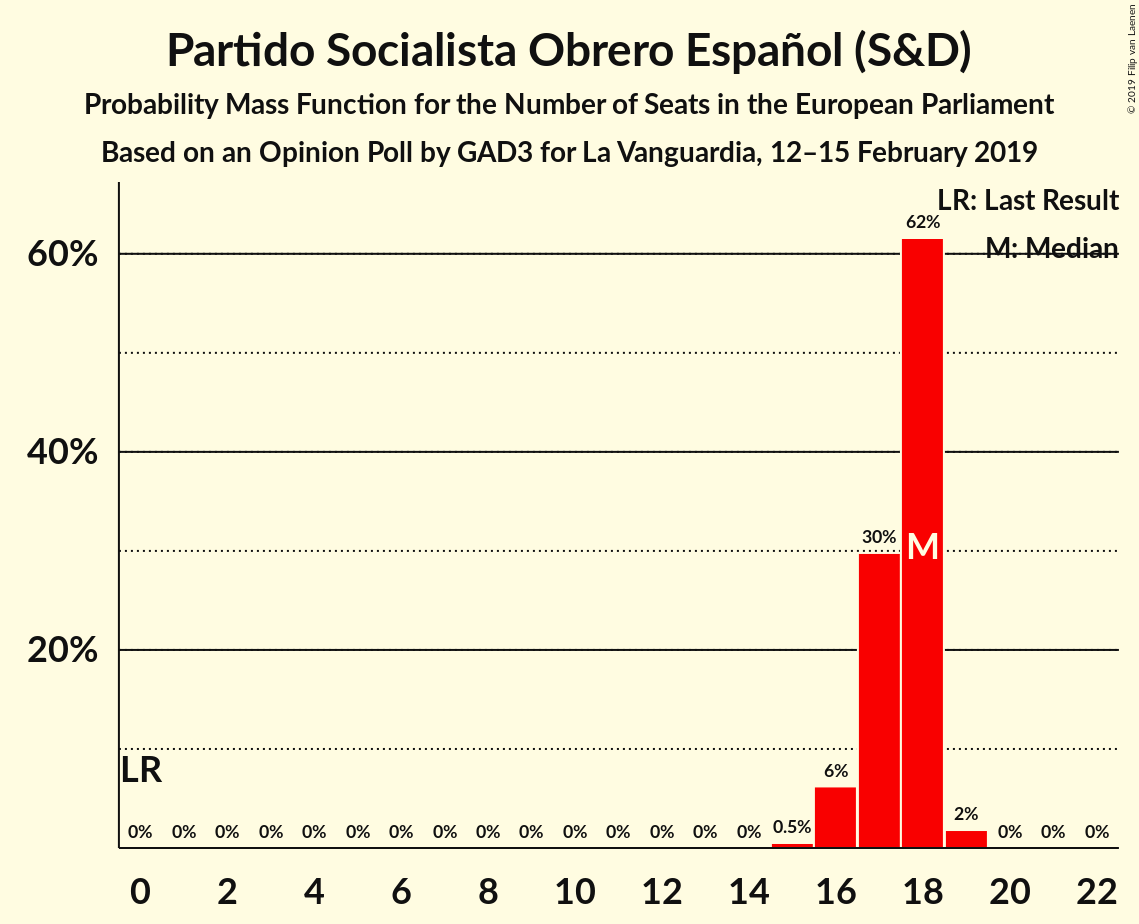 Partido Socialista Obrero Español (S&D)
Probability Mass Function for the Number of Seats in the European Parliament
Based on an Opinion Poll by GAD3 for La Vanguardia, 12–15 February 2019
© 2019 Filip van Laenen
LR: Last Result
M: Median
60%
40%
20%
62%
30%
M
LR
6%
0% 0% 0% 0% 0% 0% 0% 0% 0% 0% 0% 0% 0% 0% 0% 0.5% 2% 0% 0% 0%
0 2 4 6 8 10 12 14 16 18 20 22